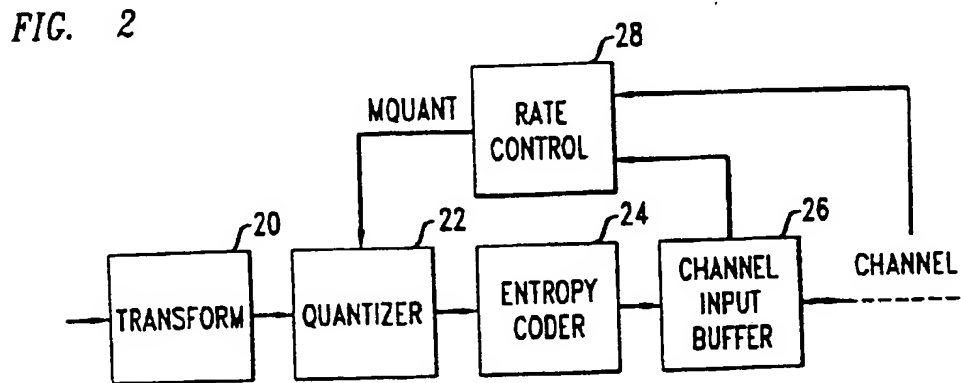 FIG. 2
28
MQUANT
RATE
CONTROL
20
22
24
26
TRANSFORM
QUANTIZER
ENTROPY
CODER
CHANNEL
INPUT
BUFFER
CHANNEL